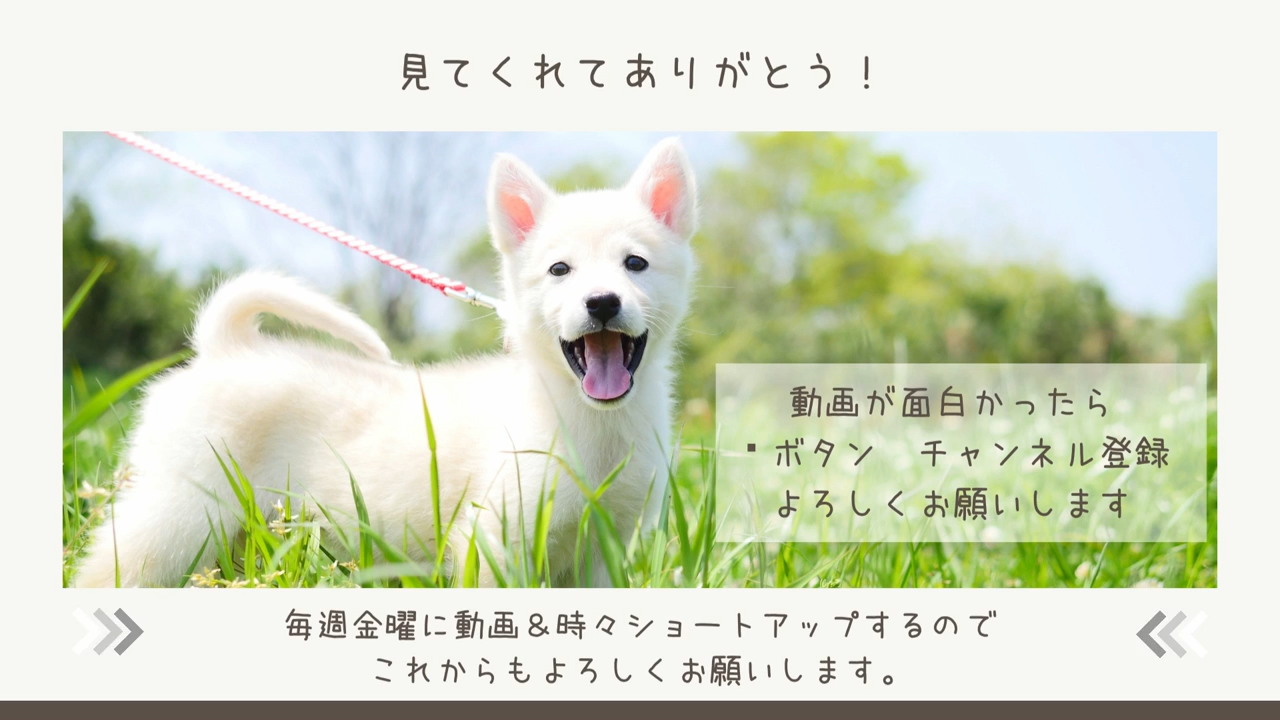 見てくれてありがとう！
動画が面白かったら
▪ボタン　チャンネル登録
よろしくお願いします
毎週金曜に動画＆時々ショートアップするので
これからもよろしくお願いします。